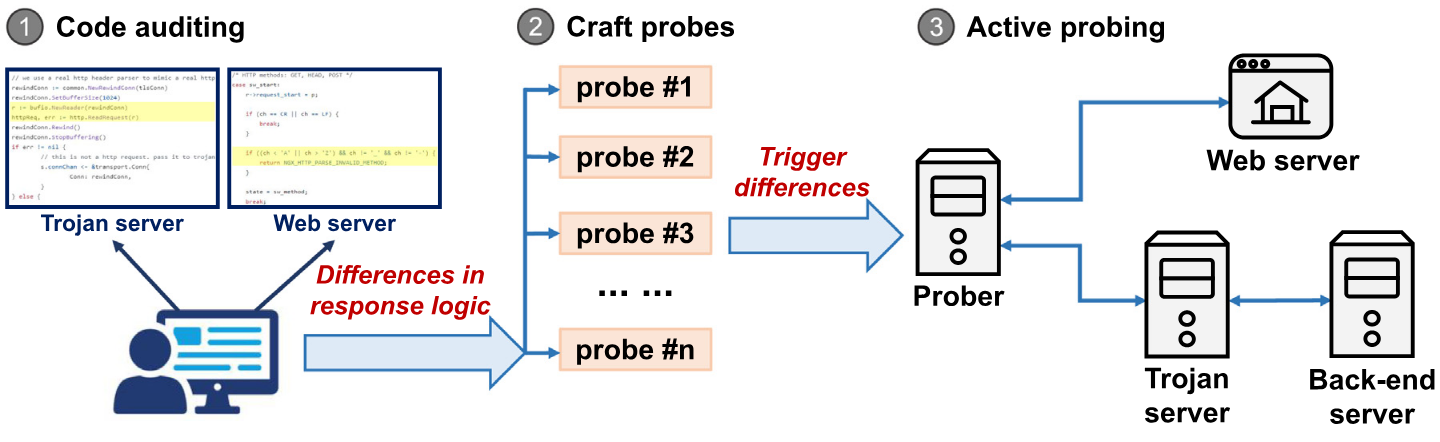 1 Code auditing
// we use a real http header parser to mimic a real http
rewindConn := common.NewRewindConn(tlsConn)
rewindConn.SetBufferSize(1024)
r := bufio.NewReader(rewindConn)
httpReq, err := http.ReadRequest(r)
rewindConn.Rewind()
rewindConn.StopBuffering()
if err != nil {
// this is not a http request. pass it to trojan
s.connChan <- &transport.Conn{
Conn: rewindConn,
}
} else {
Trojan server
/* HTTP methods: GET, HEAD, POST */
case sw_start:
r->request_start = p;
if (ch == CR || ch == LF) {
break;
}
if ((ch < 'A' || ch > 'Z') && ch != '_' && ch != '-') {
return NGX_HTTP_PARSE_INVALID_METHOD;
}
state = sw_method;
break;
Web server
Differences in
response logic
2 Craft probes
probe #1
probe #2
probe #3
... ...
probe #n
Trigger
differences
3 Active probing
Web server
Prober
Trojan
server
Back-end
server